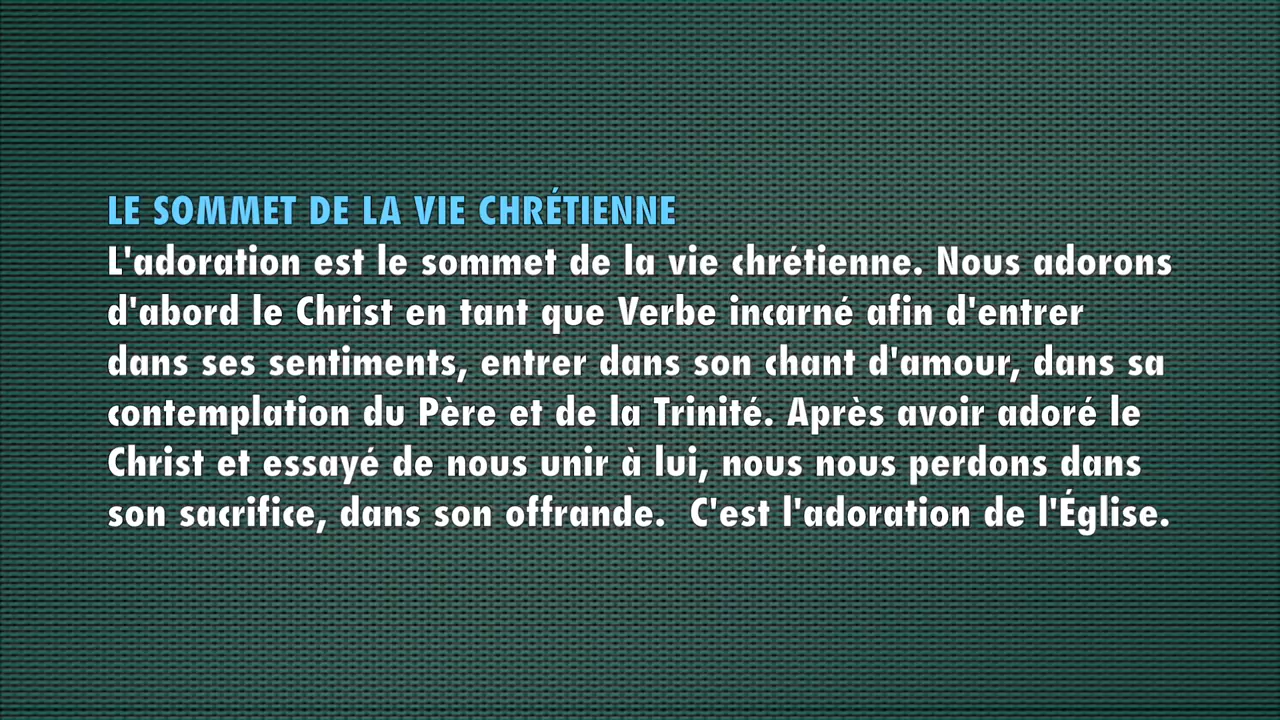 LE SOMMET DE LA VIE CHRÉTIENNE
L'adoration est le sommet de la vie chrétienne. Nous adorons
d'abord le Christ en tant que Verbe incarné afin d'entrer
dans ses sentiments, entrer dans son chant d'amour, dans sa
contemplation du Père et de la Trinité. Après avoir adoré le
Christ et essayé de nous unir à lui, nous nous perdons dans
son sacrifice, dans son offrande.  C'est l'adoration de l'Église.